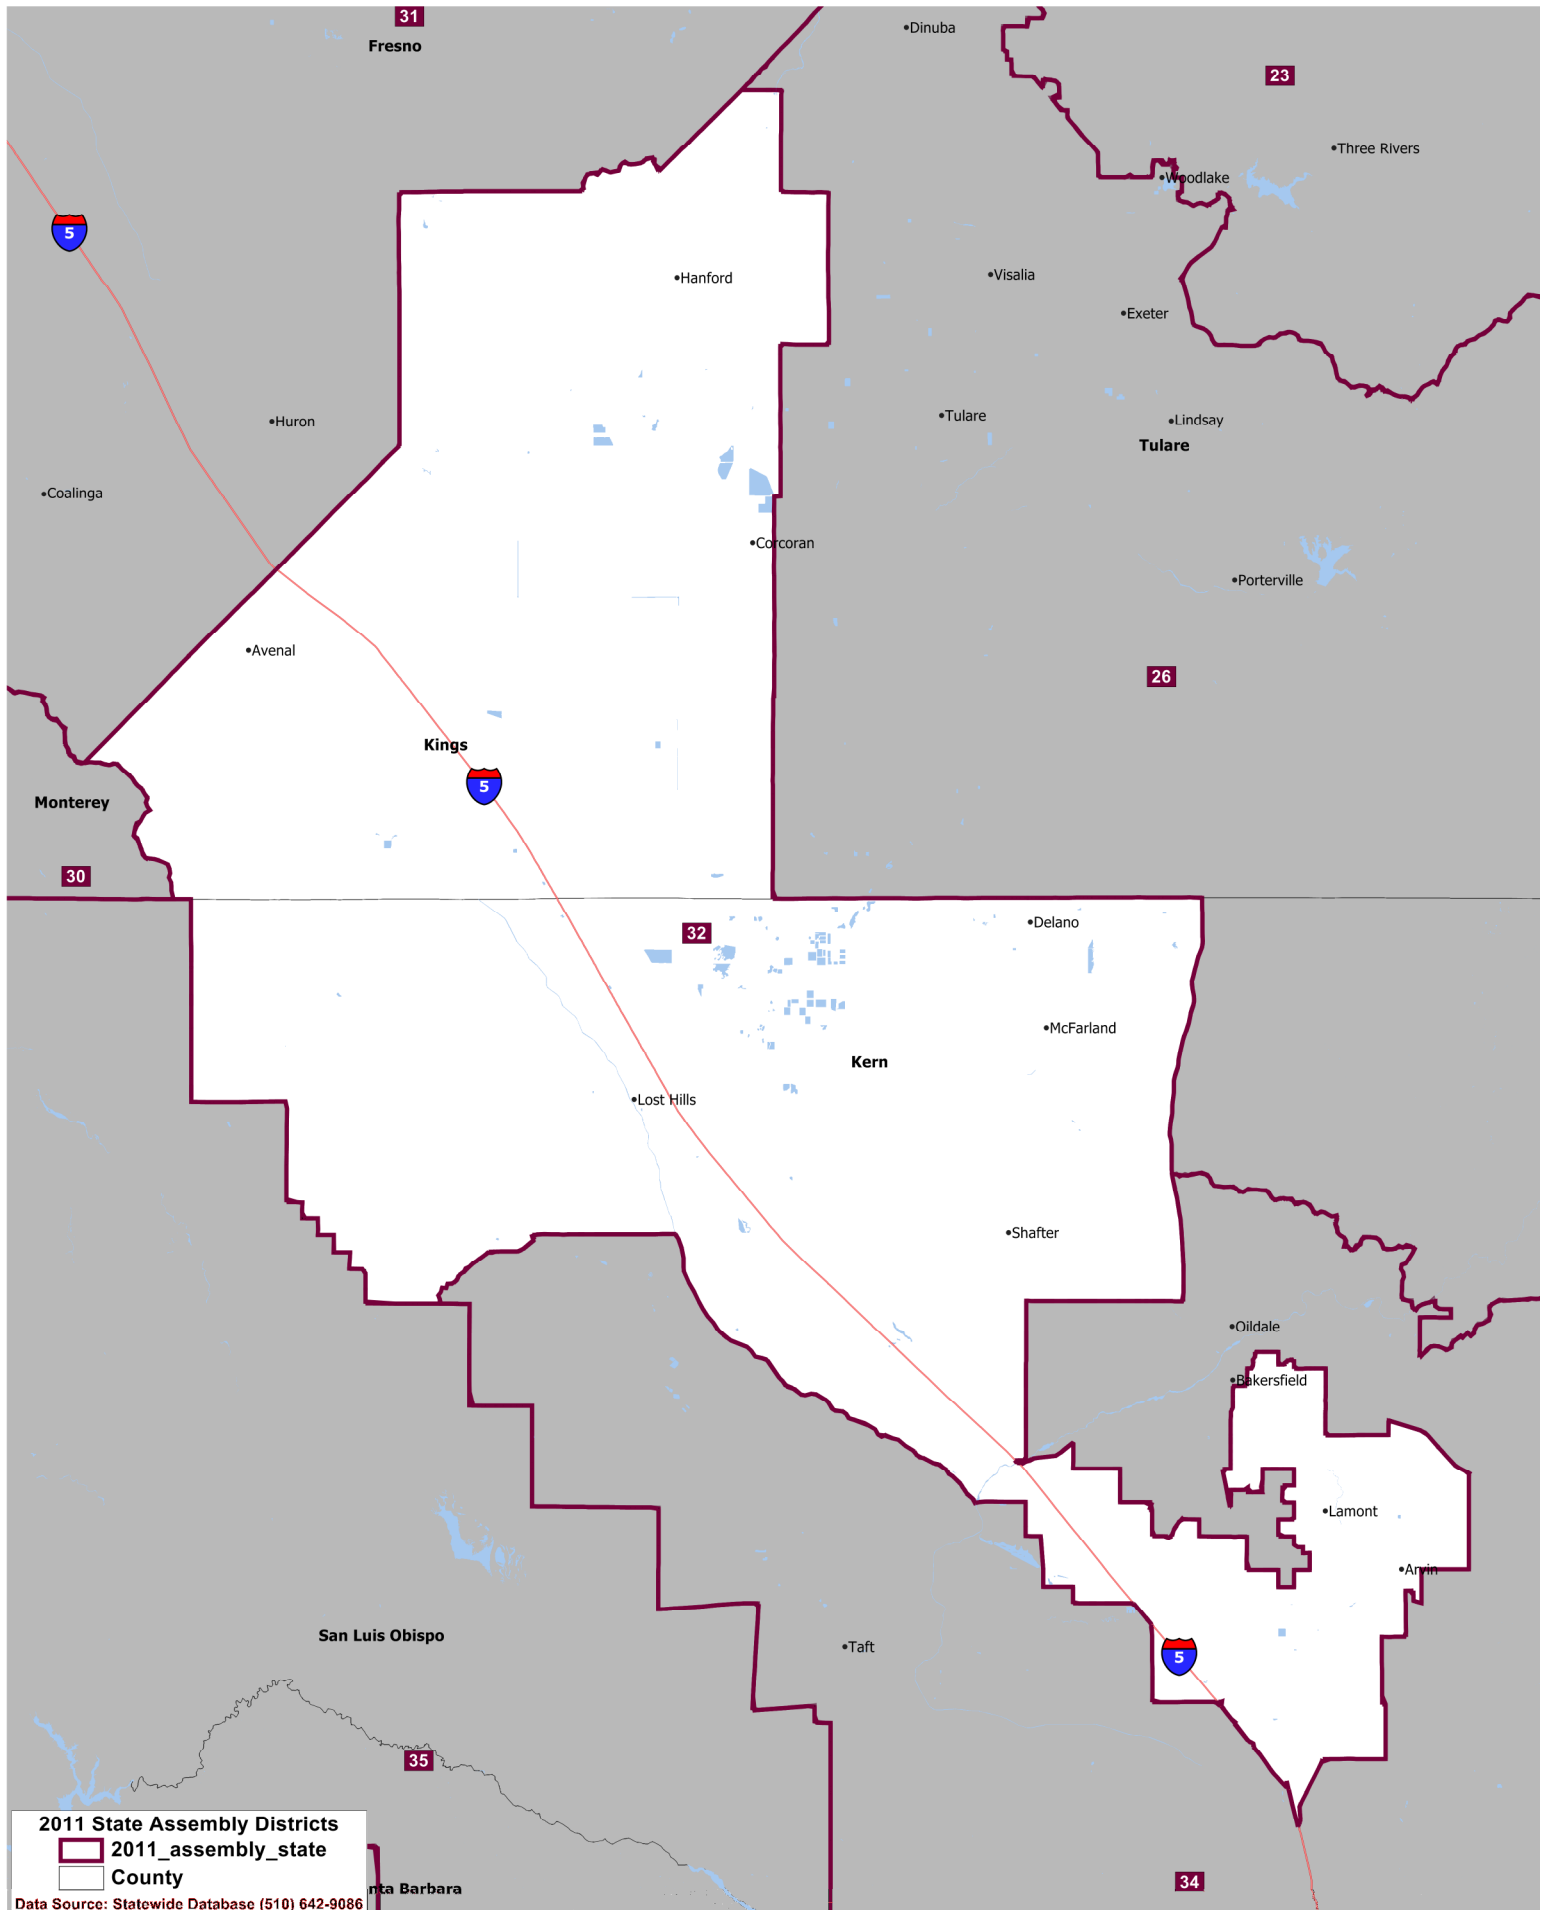 31
Fresno
Dinuba
23
Three Rivers
Woodlake
5
Hanford
Visalia
Exeter
Huron
Tulare
Lindsay
Tulare
Coalinga
Corcoran
Porterville
Avenal
26
Kings
5
Monterey
30
32
Delano
McFarland
Kern
Lost Hills
Shafter
Oildale
Bakersfield
Lamont
Arvin
San Luis Obispo
Taft
5
35
2011 State Assembly Districts
2011_assembly_state
County
nta Barbara
34
Data Source: Statewide Database (510) 642-9086